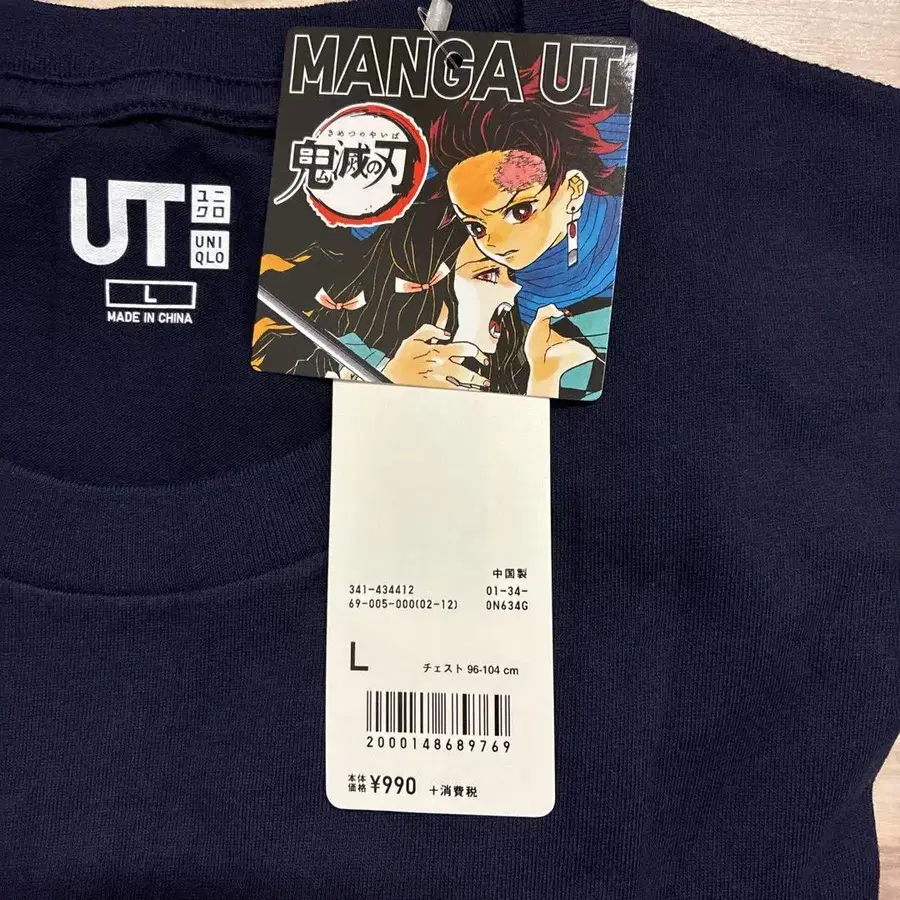 MANGA UT
きめつのやいば
鬼滅の刃
UT
ユニ
クロ
UNI
QLO
L
MADE IN CHINA
中国製
341-434412 01-34-
69-005-000(02-12) 0N634G
L チェスト 96-104 cm
2000148689769
本体
価格 ¥990 +消費税